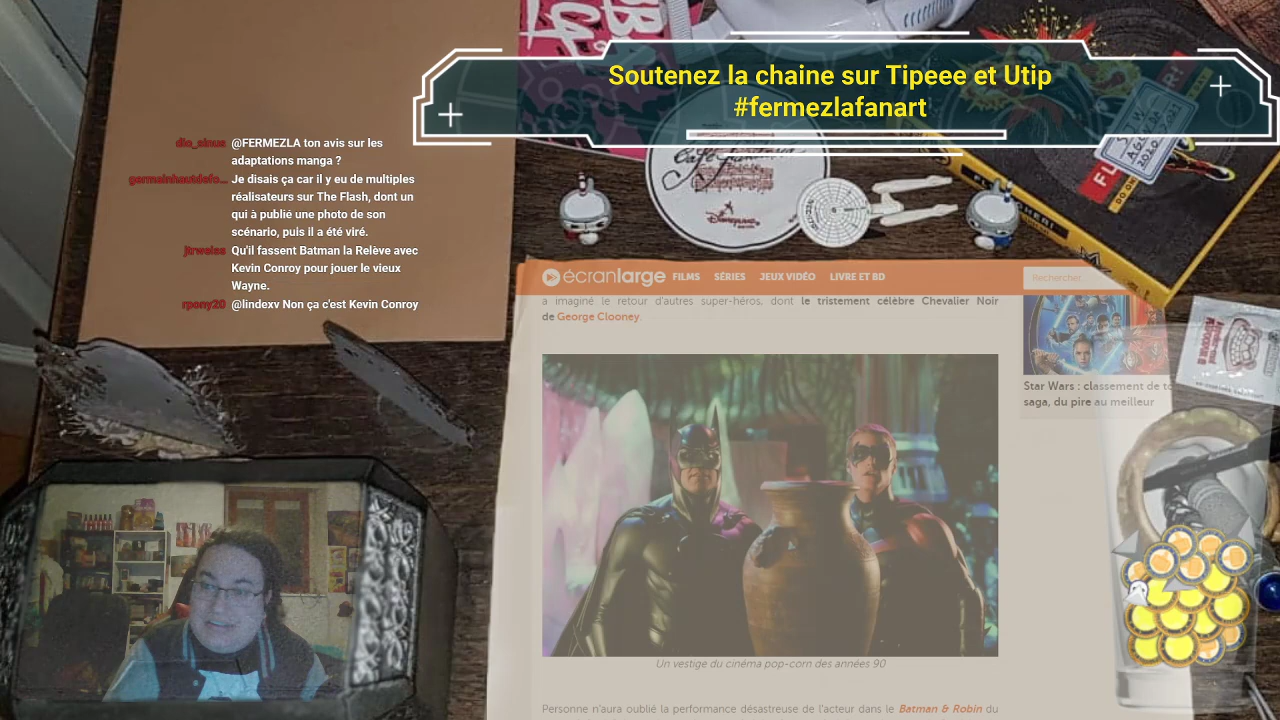 Soutenez la chaine sur Tipeee et Utip
#fermezlafanart
dio_sinus @FERMEZLA ton avis sur les
adaptations manga ?
Je disais ça car il y eu de multiples
réalisateurs sur The Flash, dont un
qui à publié une photo de son
scénario, puis il a été viré.
Qu'il fassent Batman la Relève avec
Kevin Conroy pour jouer le vieux
Wayne.
rpony20 @lindexv Non ça c'est Kevin Conroy
écranlarge FILMS SÉRIES JEUX VIDÉO LIVRE ET BD
Rechercher
a imaginé le retour d'autres super-héros, dont le tristement célèbre Chevalier Noir
de George Clooney.
Star Wars : classement de to
saga, du pire au meilleur
Un vestige du cinéma pop-corn des années 90
Personne n'aura oublié la performance désastreuse de l'acteur dans le Batman & Robin du